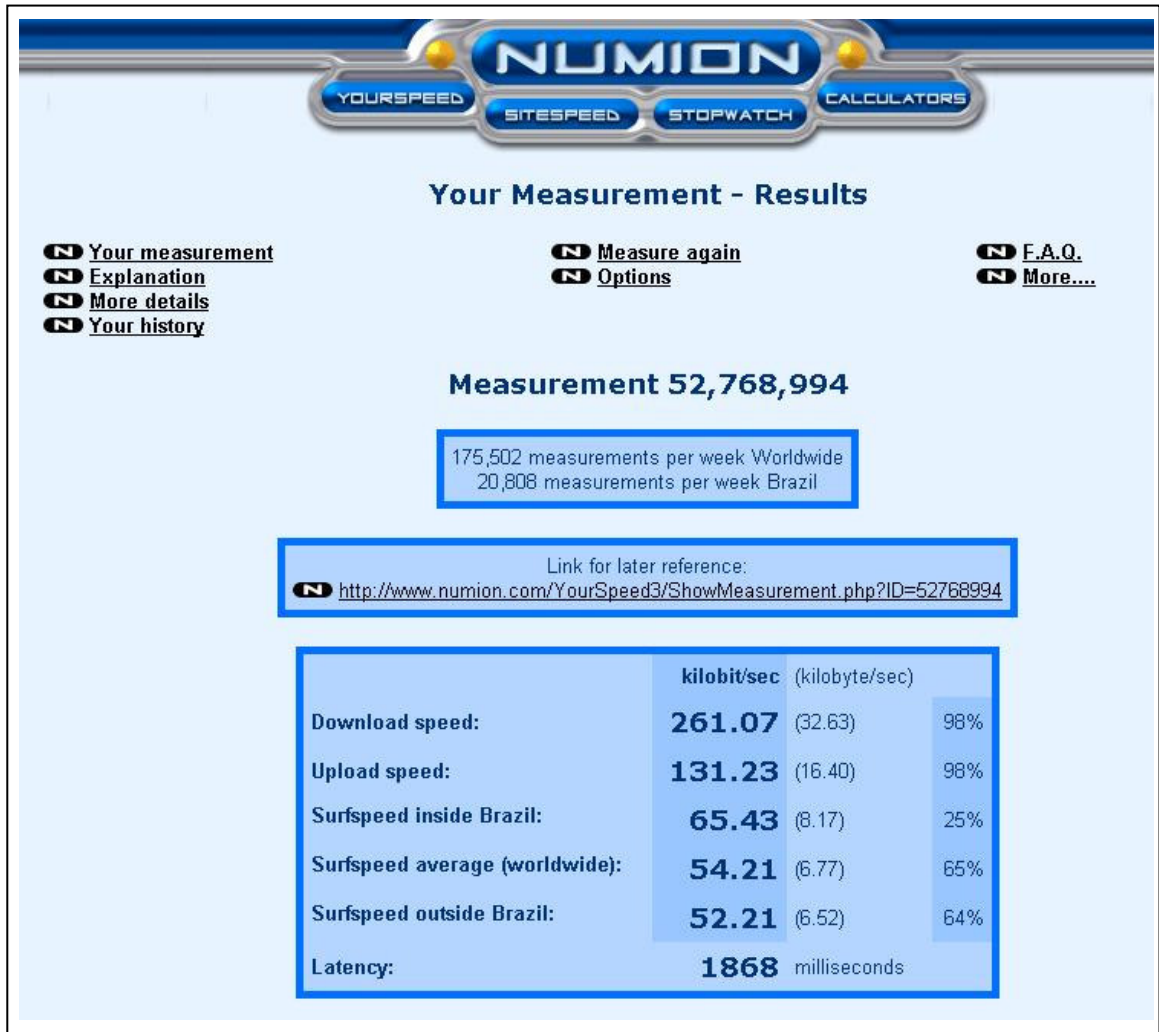 NUMION
YOURSPEED
SITESPEED
STOPWATCH
CALCULATORS
Your Measurement - Results
N Your measurement
N Explanation
N More details
N Your history
N Measure again
N Options
N F.A.Q.
N More....
Measurement 52,768,994
175,502 measurements per week Worldwide
20,808 measurements per week Brazil
Link for later reference:
N http://www.numion.com/YourSpeed3/ShowMeasurement.php?ID=52768994
kilobit/sec (kilobyte/sec)
Download speed: 261.07 (32.63) 98%
Upload speed: 131.23 (16.40) 98%
Surfspeed inside Brazil: 65.43 (8.17) 25%
Surfspeed average (worldwide): 54.21 (6.77) 65%
Surfspeed outside Brazil: 52.21 (6.52) 64%
Latency: 1868 milliseconds